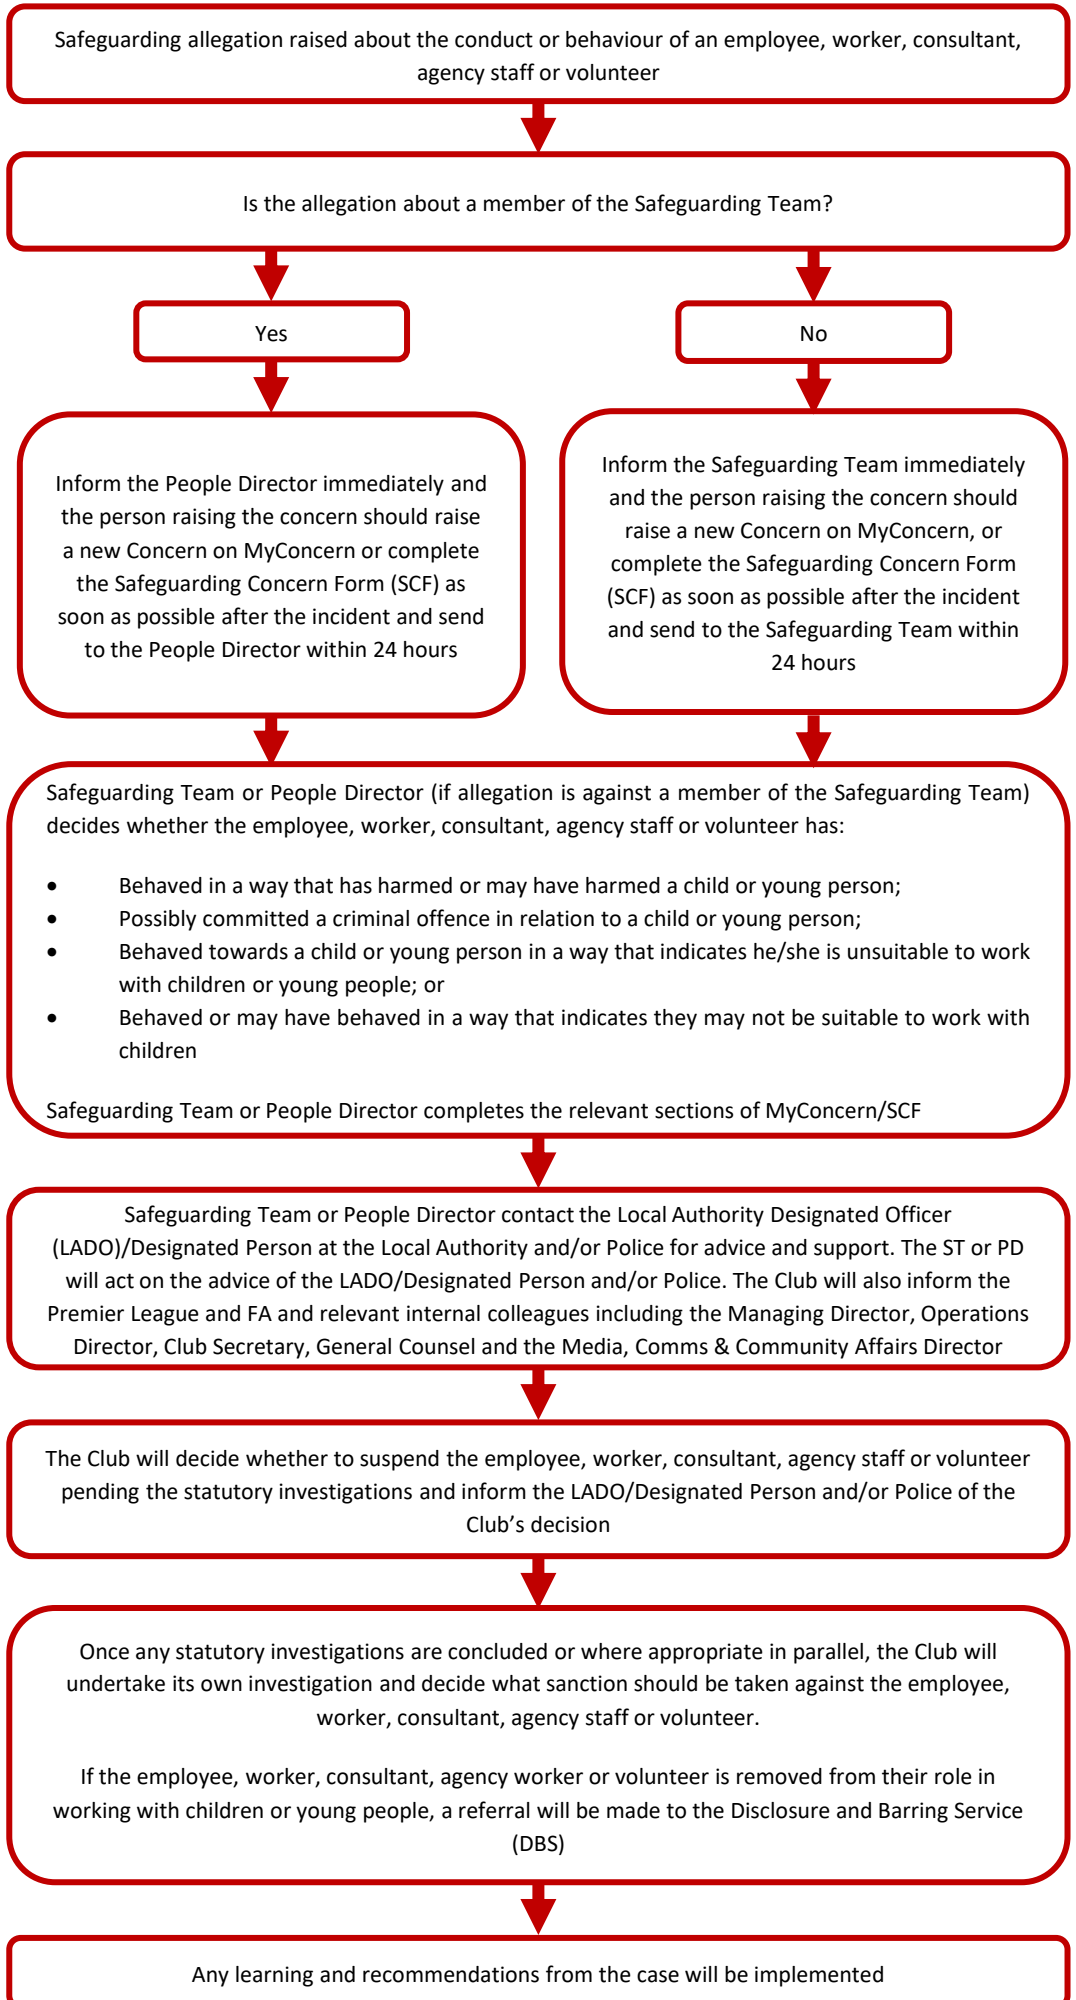 Safeguarding allegation raised about the conduct or behaviour of an employee, worker, consultant,
agency staff or volunteer
Is the allegation about a member of the Safeguarding Team?
Yes
No
Inform the People Director immediately and
the person raising the concern should raise
a new Concern on MyConcern or complete
the Safeguarding Concern Form (SCF) as
soon as possible after the incident and send
to the People Director within 24 hours
Inform the Safeguarding Team immediately
and the person raising the concern should
raise a new Concern on MyConcern, or
complete the Safeguarding Concern Form
(SCF) as soon as possible after the incident
and send to the Safeguarding Team within
24 hours
Safeguarding Team or People Director (if allegation is against a member of the Safeguarding Team)
decides whether the employee, worker, consultant, agency staff or volunteer has:
• Behaved in a way that has harmed or may have harmed a child or young person;
• Possibly committed a criminal offence in relation to a child or young person;
• Behaved towards a child or young person in a way that indicates he/she is unsuitable to work
with children or young people; or
• Behaved or may have behaved in a way that indicates they may not be suitable to work with
children
Safeguarding Team or People Director completes the relevant sections of MyConcern/SCF
Safeguarding Team or People Director contact the Local Authority Designated Officer
(LADO)/Designated Person at the Local Authority and/or Police for advice and support. The ST or PD
will act on the advice of the LADO/Designated Person and/or Police. The Club will also inform the
Premier League and FA and relevant internal colleagues including the Managing Director, Operations
Director, Club Secretary, General Counsel and the Media, Comms & Community Affairs Director
The Club will decide whether to suspend the employee, worker, consultant, agency staff or volunteer
pending the statutory investigations and inform the LADO/Designated Person and/or Police of the
Club’s decision
Once any statutory investigations are concluded or where appropriate in parallel, the Club will
undertake its own investigation and decide what sanction should be taken against the employee,
worker, consultant, agency staff or volunteer.
If the employee, worker, consultant, agency worker or volunteer is removed from their role in
working with children or young people, a referral will be made to the Disclosure and Barring Service
(DBS)
Any learning and recommendations from the case will be implemented